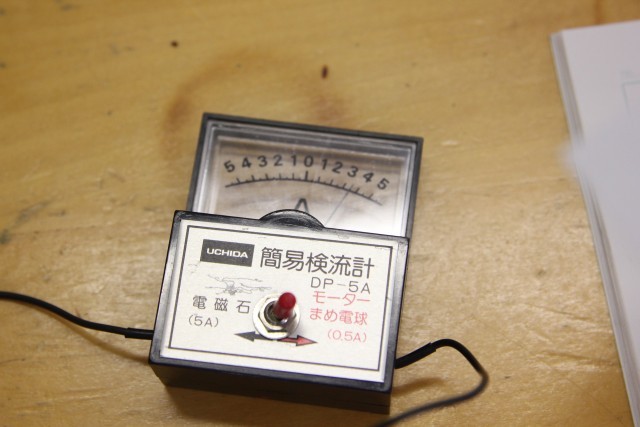 5 4 3 2 1 0 1 2 3 4 5
A
UCHIDA
簡易検流計
DP-5A
電磁石
(5A)
モーター
まめ電球
(0.5A)